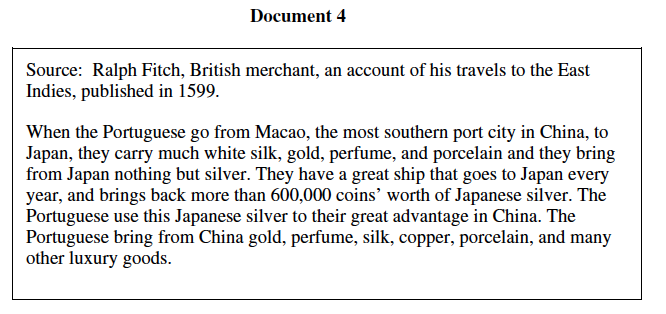 Document 4
Source:  Ralph Fitch, British merchant, an account of his travels to the East
Indies, published in 1599.
When the Portuguese go from Macao, the most southern port city in China, to
Japan, they carry much white silk, gold, perfume, and porcelain and they bring
from Japan nothing but silver. They have a great ship that goes to Japan every
year, and brings back more than 600,000 coins’ worth of Japanese silver. The
Portuguese use this Japanese silver to their great advantage in China. The
Portuguese bring from China gold, perfume, silk, copper, porcelain, and many
other luxury goods.